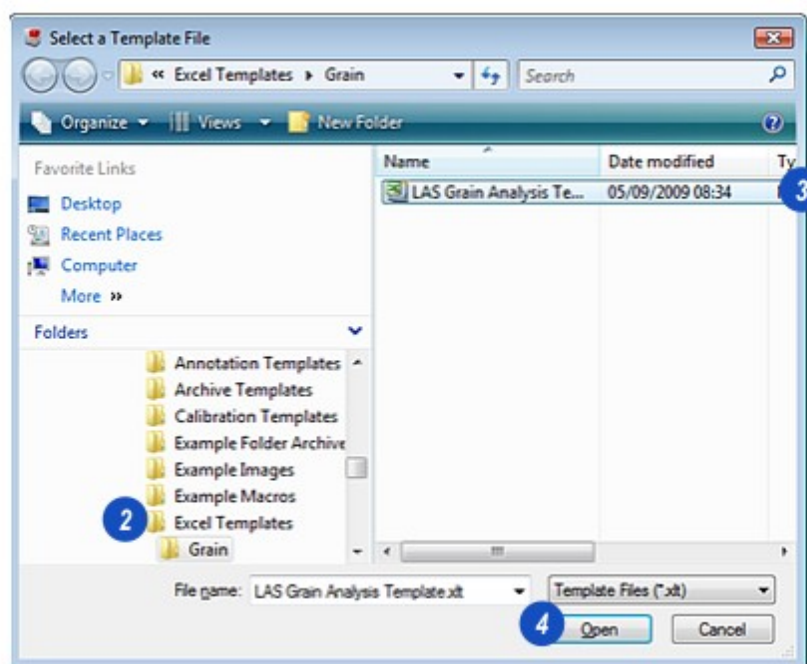 Select a Template File
« Excel Templates ▸ Grain Search
Organize Views New Folder
Favorite Links
Desktop
Recent Places
Computer
More »
Folders
Annotation Templates
Archive Templates
Calibration Templates
Example Folder Archive
Example Images
Example Macros
2 Excel Templates
Grain
Name Date modified Ty
LAS Grain Analysis Te... 05/09/2009 08:34 3
File name: LAS Grain Analysis Template.xlt Template Files (*.xlt)
4 Open Cancel